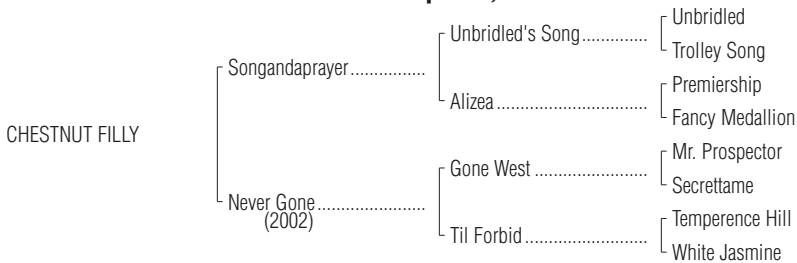 Unbridled
Unbridled's Song..............
Trolley Song
Songandaprayer................
Premiership
Alizea................................
Fancy Medallion
CHESTNUT FILLY
Mr. Prospector
Gone West ........................
Secrettame
Never Gone.......................
(2002)
Temperence Hill
Til Forbid..........................
White Jasmine